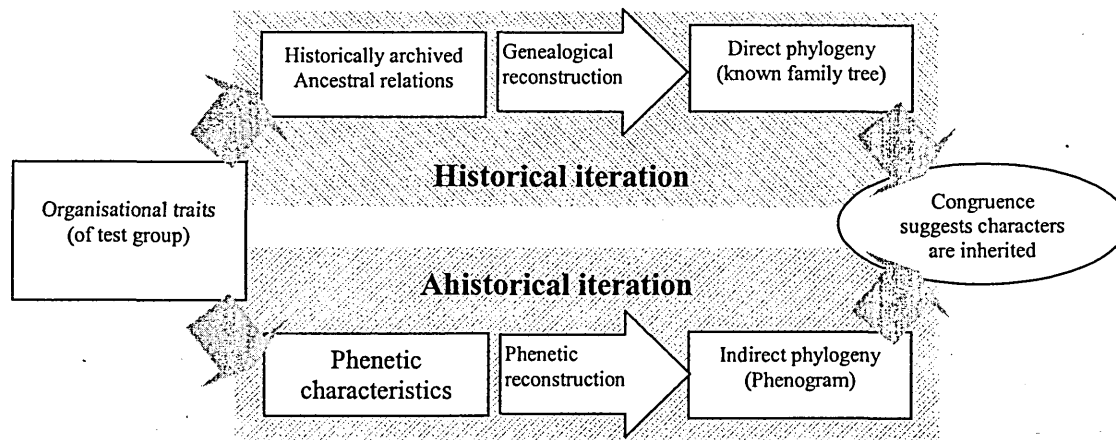 Historically archived
Ancestral relations
Genealogical
reconstruction
Direct phylogeny
(known family tree)
Historical iteration
Organisational traits
(of test group)
Congruence
suggests characters
are inherited
Ahistorical iteration
Phenetic
characteristics
Phenetic
reconstruction
Indirect phylogeny
(Phenogram)